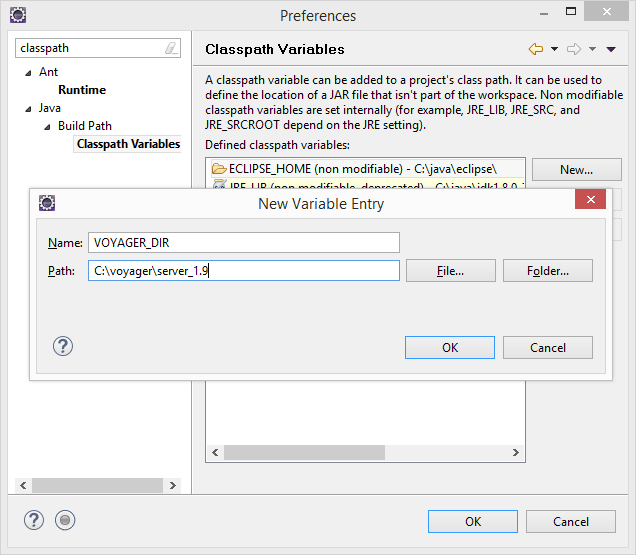 Preferences
classpath
Ant
Runtime
Java
Build Path
Classpath Variables
Classpath Variables
A classpath variable can be added to a project's class path. It can be used to
define the location of a JAR file that isn't part of the workspace. Non modifiable
classpath variables are set internally (for example, JRE_LIB, JRE_SRC, and
JRE_SRCROOT depend on the JRE setting).
Defined classpath variables:
ECLIPSE_HOME (non modifiable) - C:\java\eclipse\
New...
JRE_LIB (non modifiable, deprecated) - C:\java\jdk1.8.0_
New Variable Entry
Name:
VOYAGER_DIR
Path:
C:\voyager\server_1.9
File...
Folder...
OK
Cancel
OK
Cancel